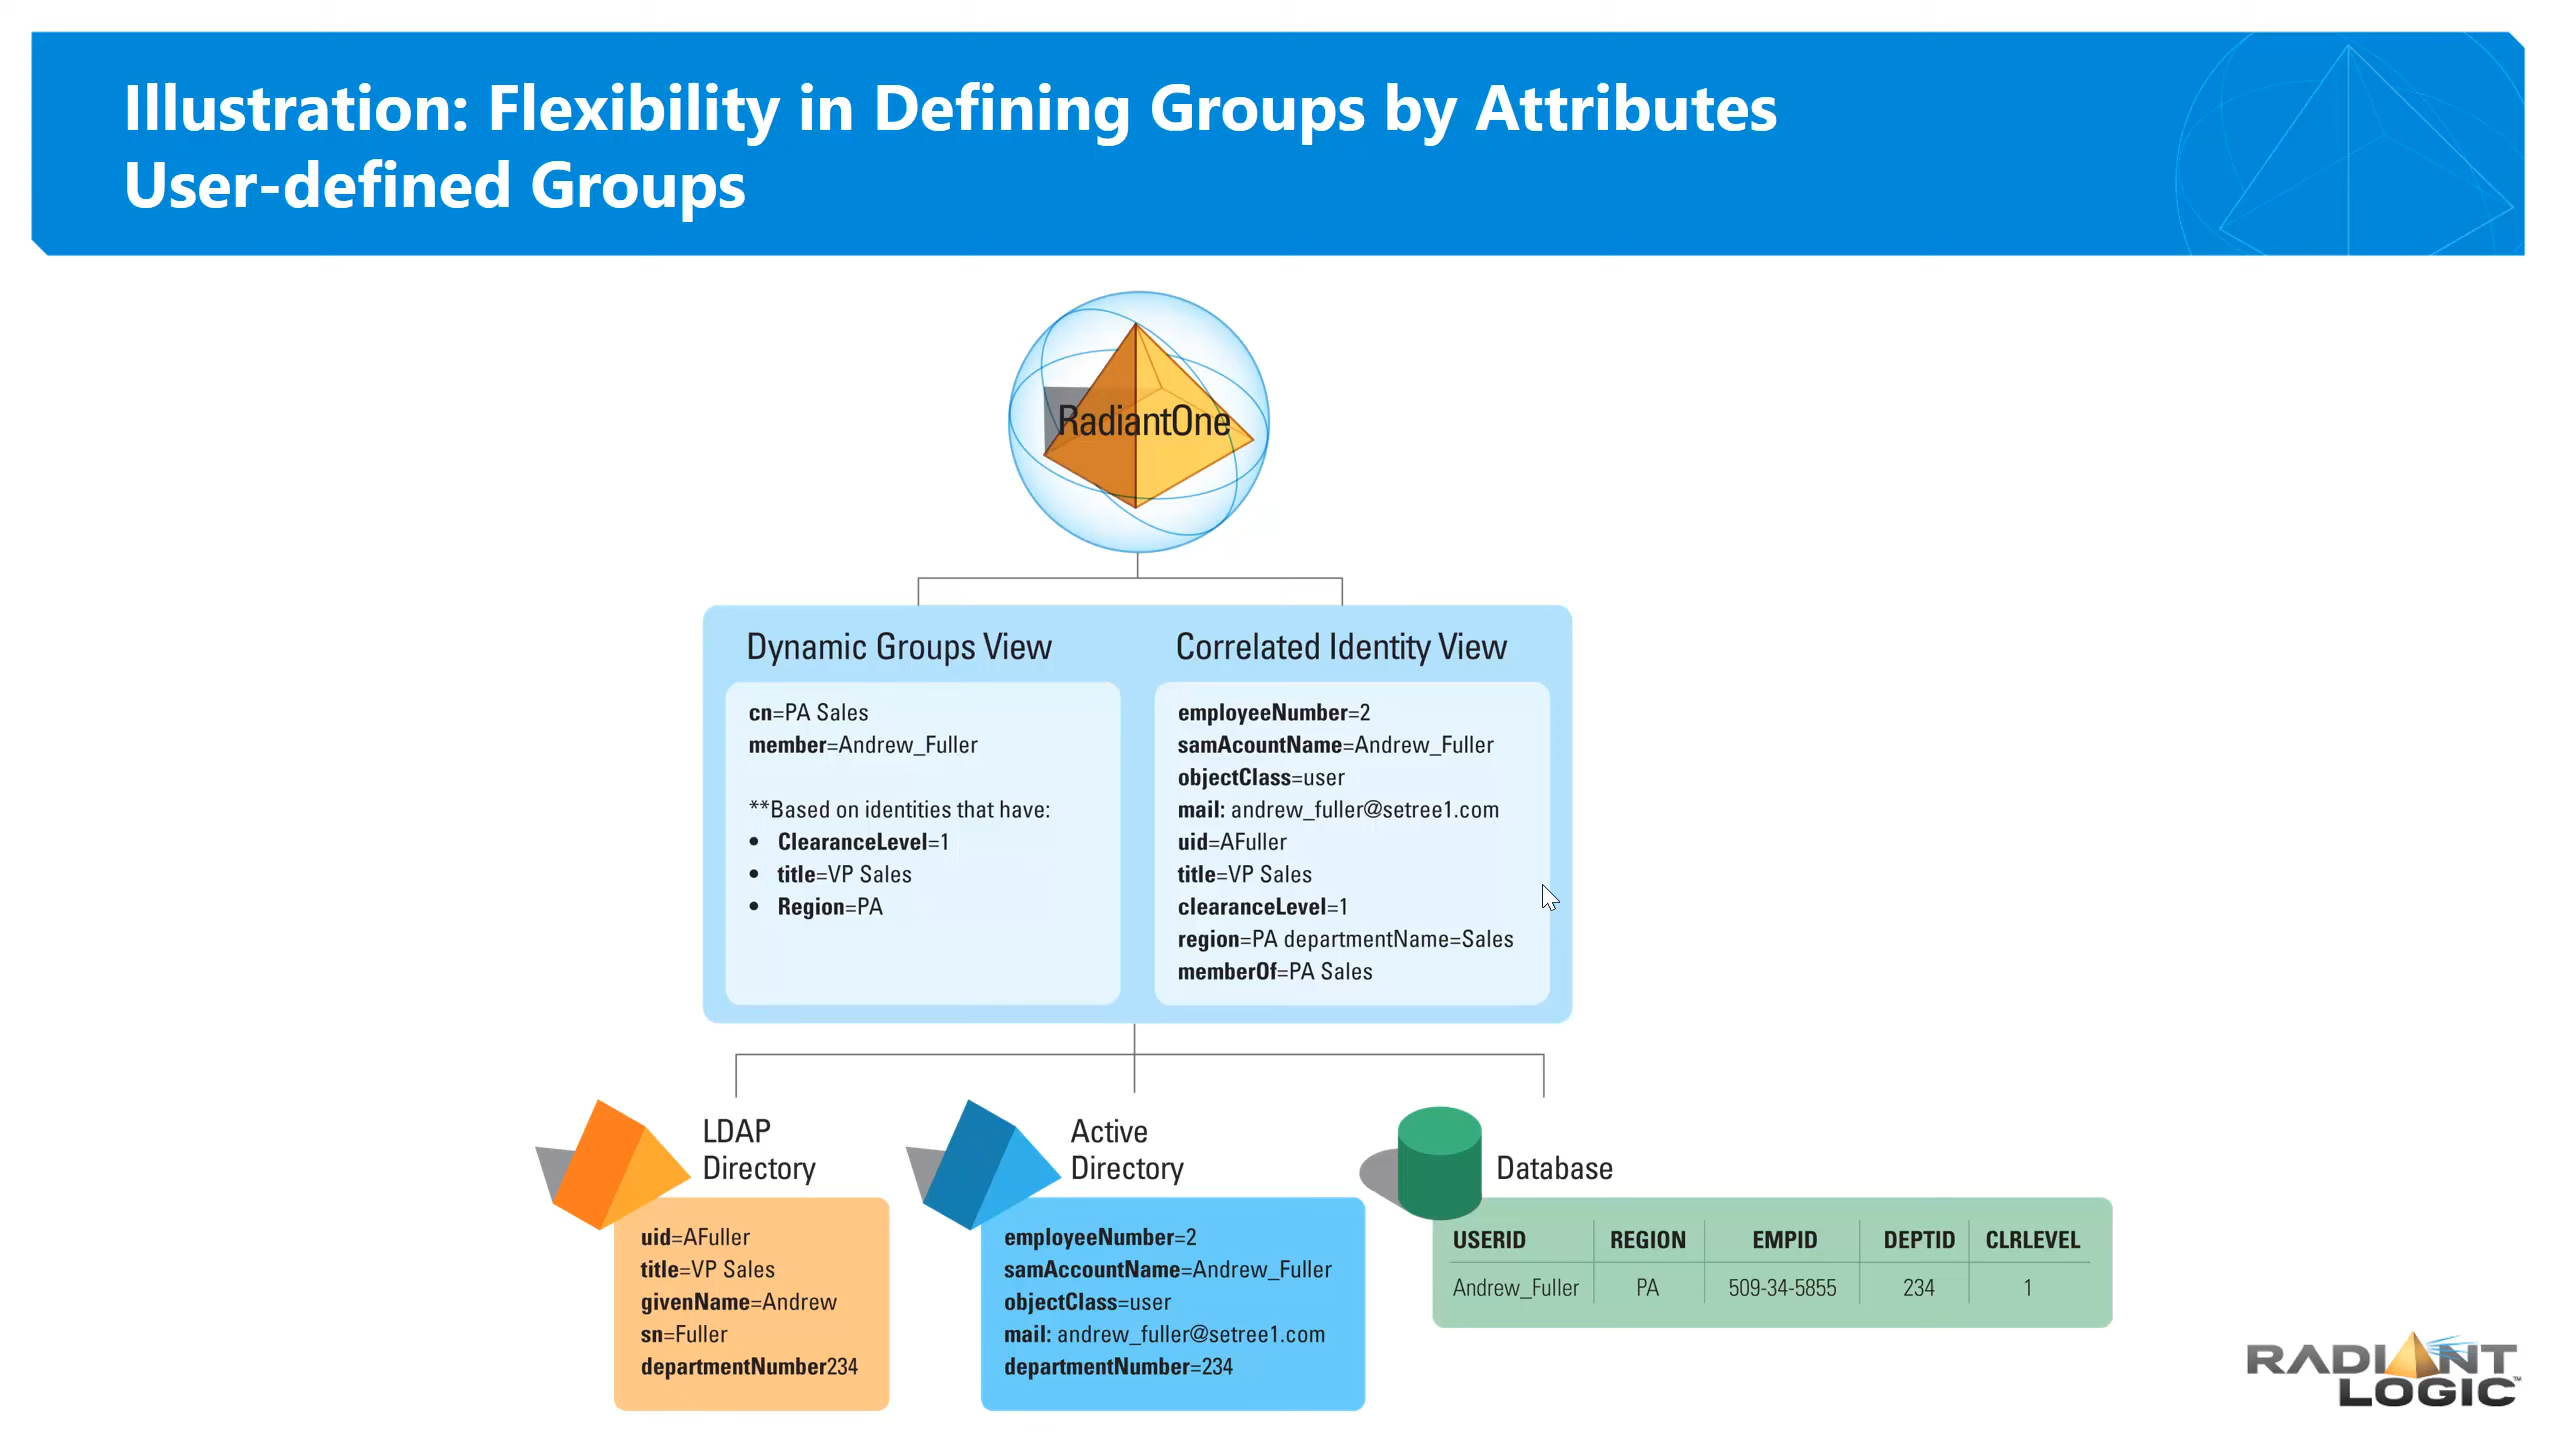 Illustration: Flexibility in Defining Groups by Attributes
User-defined Groups
RadiantOne
Dynamic Groups View
cn=PA Sales
member=Andrew_Fuller
**Based on identities that have:
• ClearanceLevel=1
• title=VP Sales
• Region=PA
Correlated Identity View
employeeNumber=2
samAcountName=Andrew_Fuller
objectClass=user
mail: andrew_fuller@setree1.com
uid=AFuller
title=VP Sales
clearanceLevel=1
region=PA departmentName=Sales
memberOf=PA Sales
LDAP
Directory
uid=AFuller
title=VP Sales
givenName=Andrew
sn=Fuller
departmentNumber234
Active
Directory
employeeNumber=2
samAccountName=Andrew_Fuller
objectClass=user
mail: andrew_fuller@setree1.com
departmentNumber=234
Database
USERID REGION EMPID DEPTID CLRLEVEL
Andrew_Fuller PA 509-34-5855 234 1
RADIANT
LOGIC™